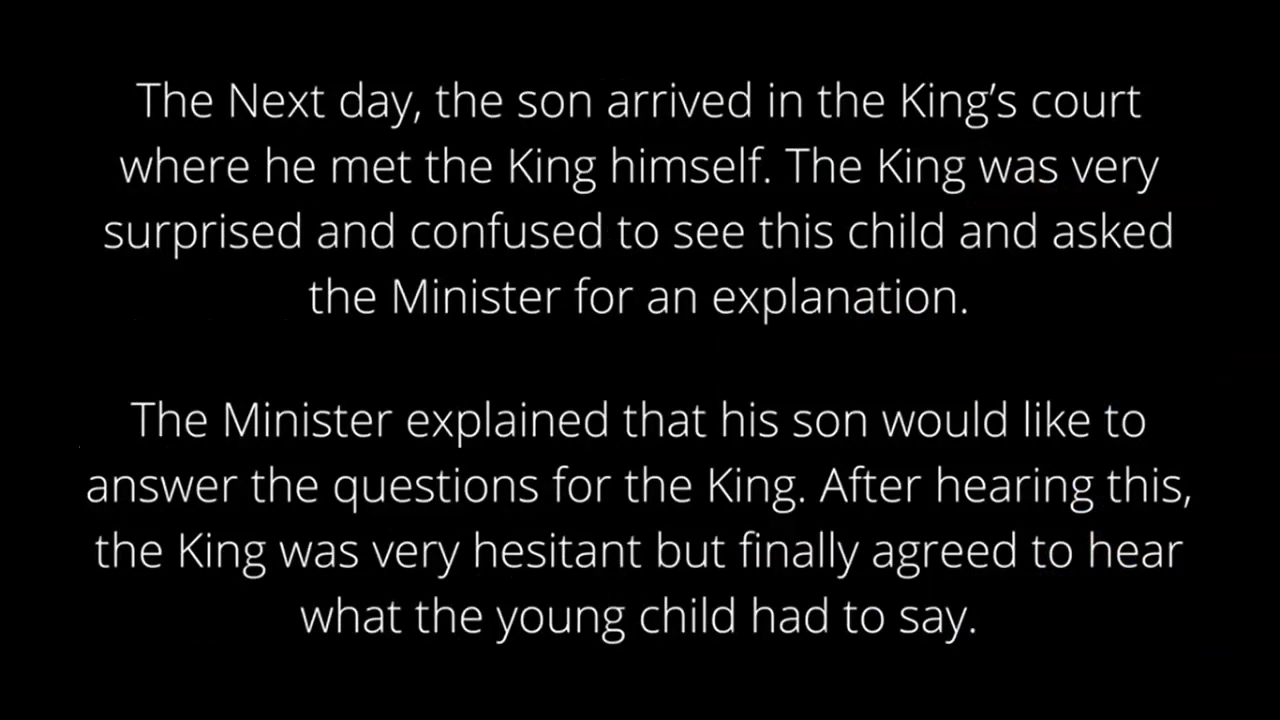 The Next day, the son arrived in the King’s court
where he met the King himself. The King was very
surprised and confused to see this child and asked
the Minister for an explanation.
The Minister explained that his son would like to
answer the questions for the King. After hearing this,
the King was very hesitant but finally agreed to hear
what the young child had to say.